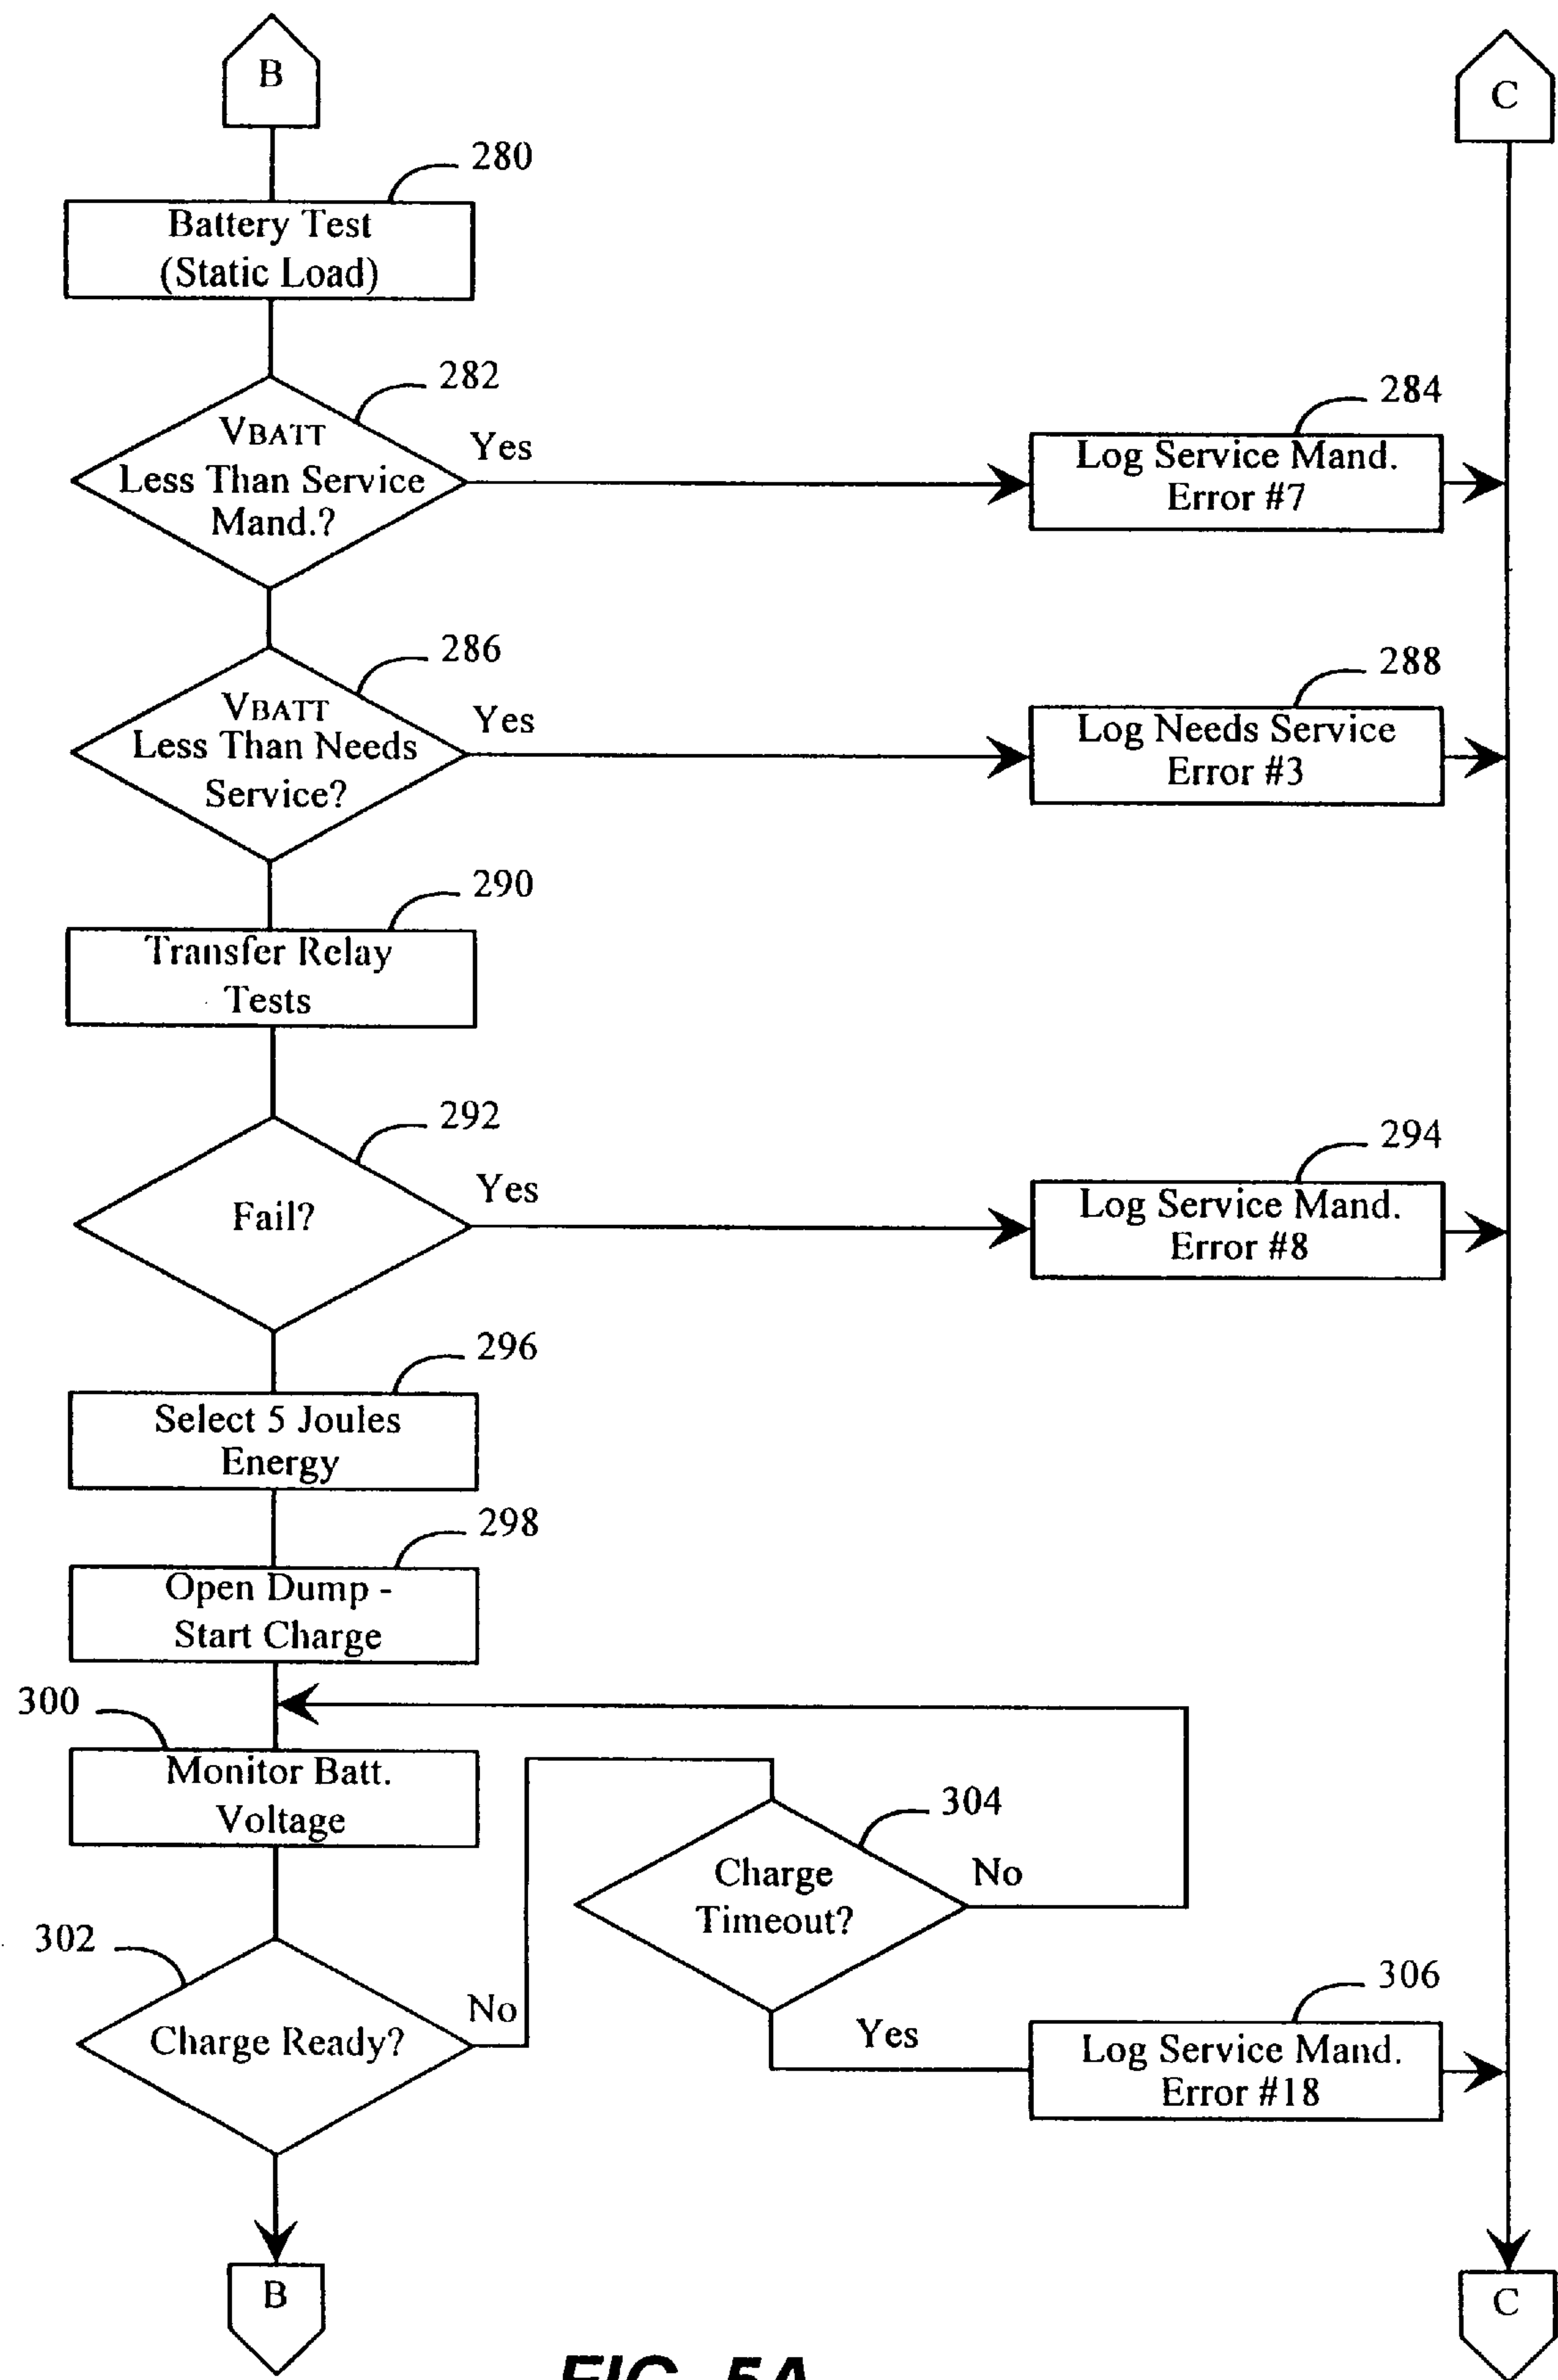 B
C
280
Battery Test
(Static Load)
282
VBATT
Less Than Service
Mand.?
Yes
284
Log Service Mand.
Error #7
286
VBATT
Less Than Needs
Service?
Yes
288
Log Needs Service
Error #3
290
Transfer Relay
Tests
292
Fail?
Yes
294
Log Service Mand.
Error #8
296
Select 5 Joules
Energy
298
Open Dump -
Start Charge
300
Monitor Batt.
Voltage
304
Charge
Timeout?
No
302
Charge Ready?
No
Yes
306
Log Service Mand.
Error #18
B
C
FIG. 5A